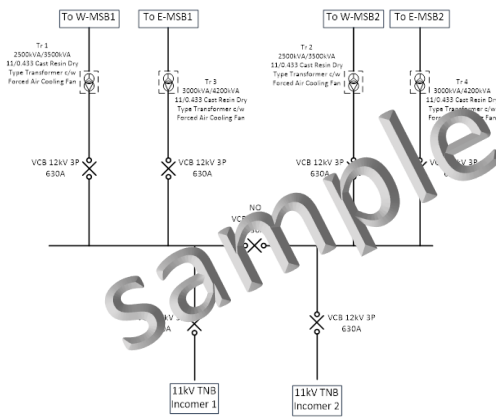 To W-MSB1
To E-MSB1
To W-MSB2
To E-MSB2
Tr 1
2500kVA/3500kVA
11/0.433 Cast Resin Dry
Type Transformer c/w
Forced Air Cooling Fan
Tr 3
3000kVA/4200kVA
11/0.433 Cast Resin Dry
Type Transformer c/w
Forced Air Cooling Fan
Tr 2
2500kVA/3500kVA
11/0.433 Cast Resin Dry
Type Transformer c/w
Forced Air Cooling Fan
Tr 4
3000kVA/4200kVA
11/0.433 Cast Resin Dry
Type Transformer c/w
Cooling Fan
VCB 12kV 3P
630A
VCB 12kV 3P
630A
VCB 12kV 3P
630A
NO
sample
VCB 12kV 3P
630A
11kV TNB
Incomer 1
11kV TNB
Incomer 2